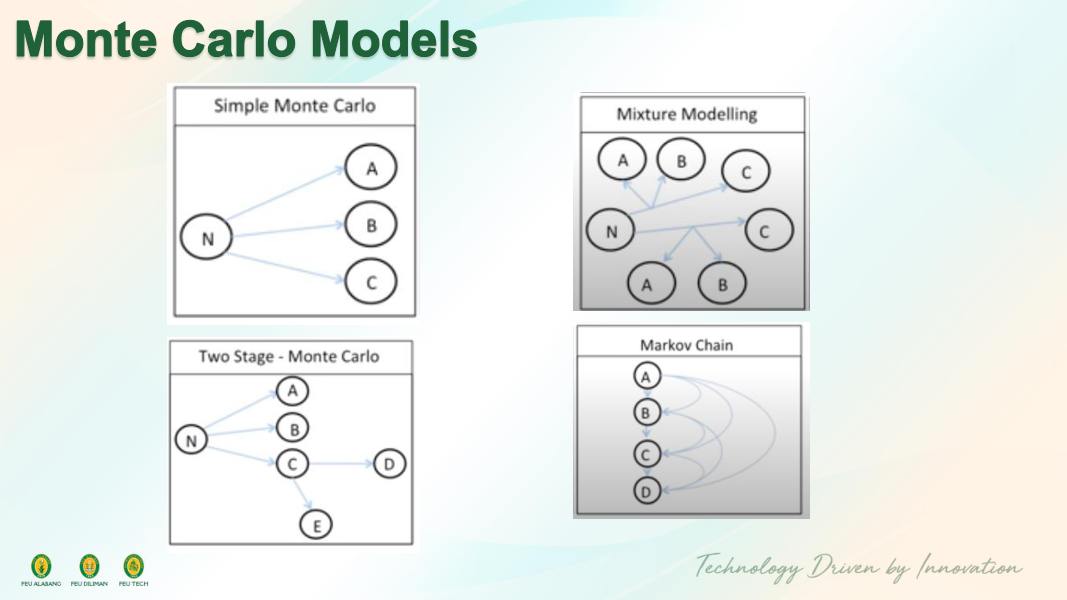 Monte Carlo Models
Simple Monte Carlo
N
A
B
C
Mixture Modelling
A
B
C
N
C
A
B
Two Stage - Monte Carlo
A
N
B
C
D
E
Markov Chain
A
B
C
D
FEU ALABANG
FEU DILIMAN
FEU TECH
Technology Driven by Innovation